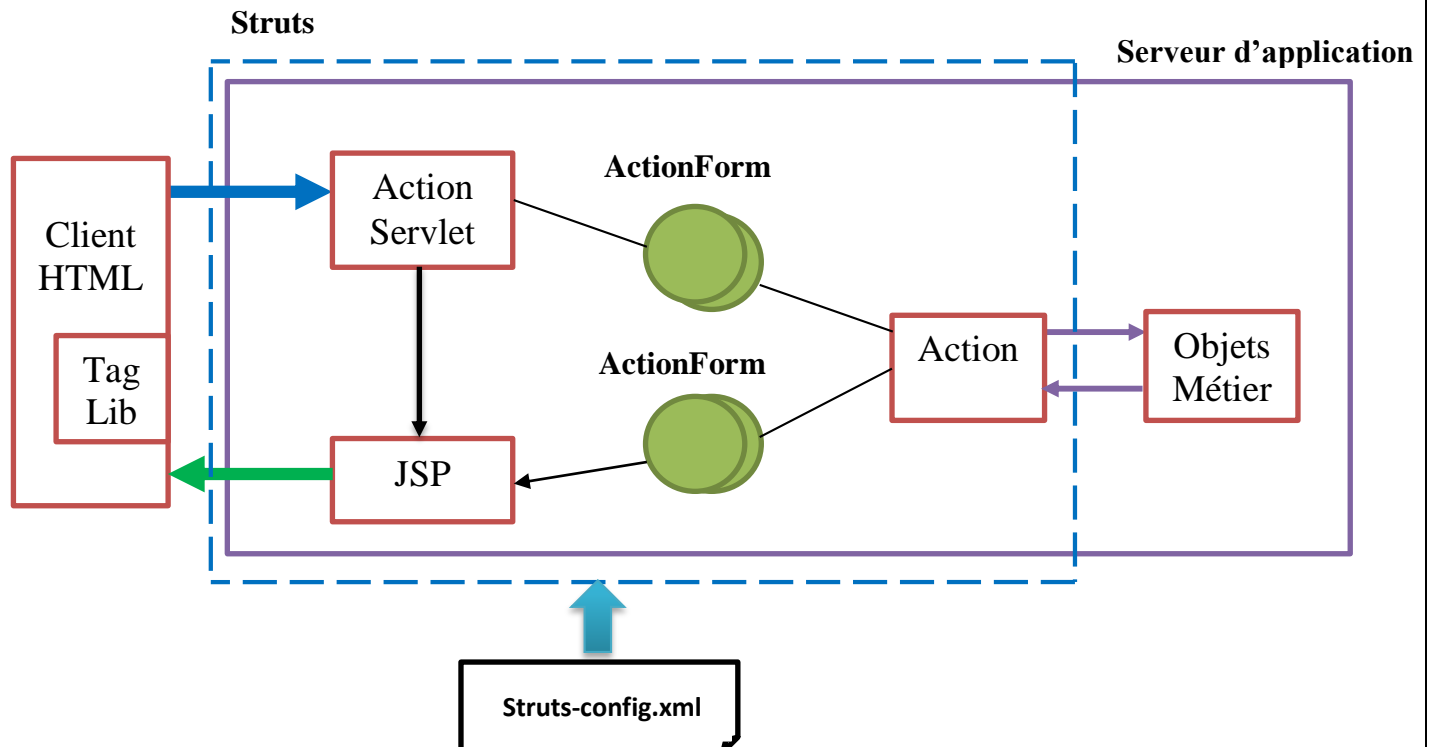 Struts
Serveur d'application
Client
HTML
Tag
Lib
Action
Servlet
ActionForm
ActionForm
Action
Objets
Métier
JSP
Struts-config.xml